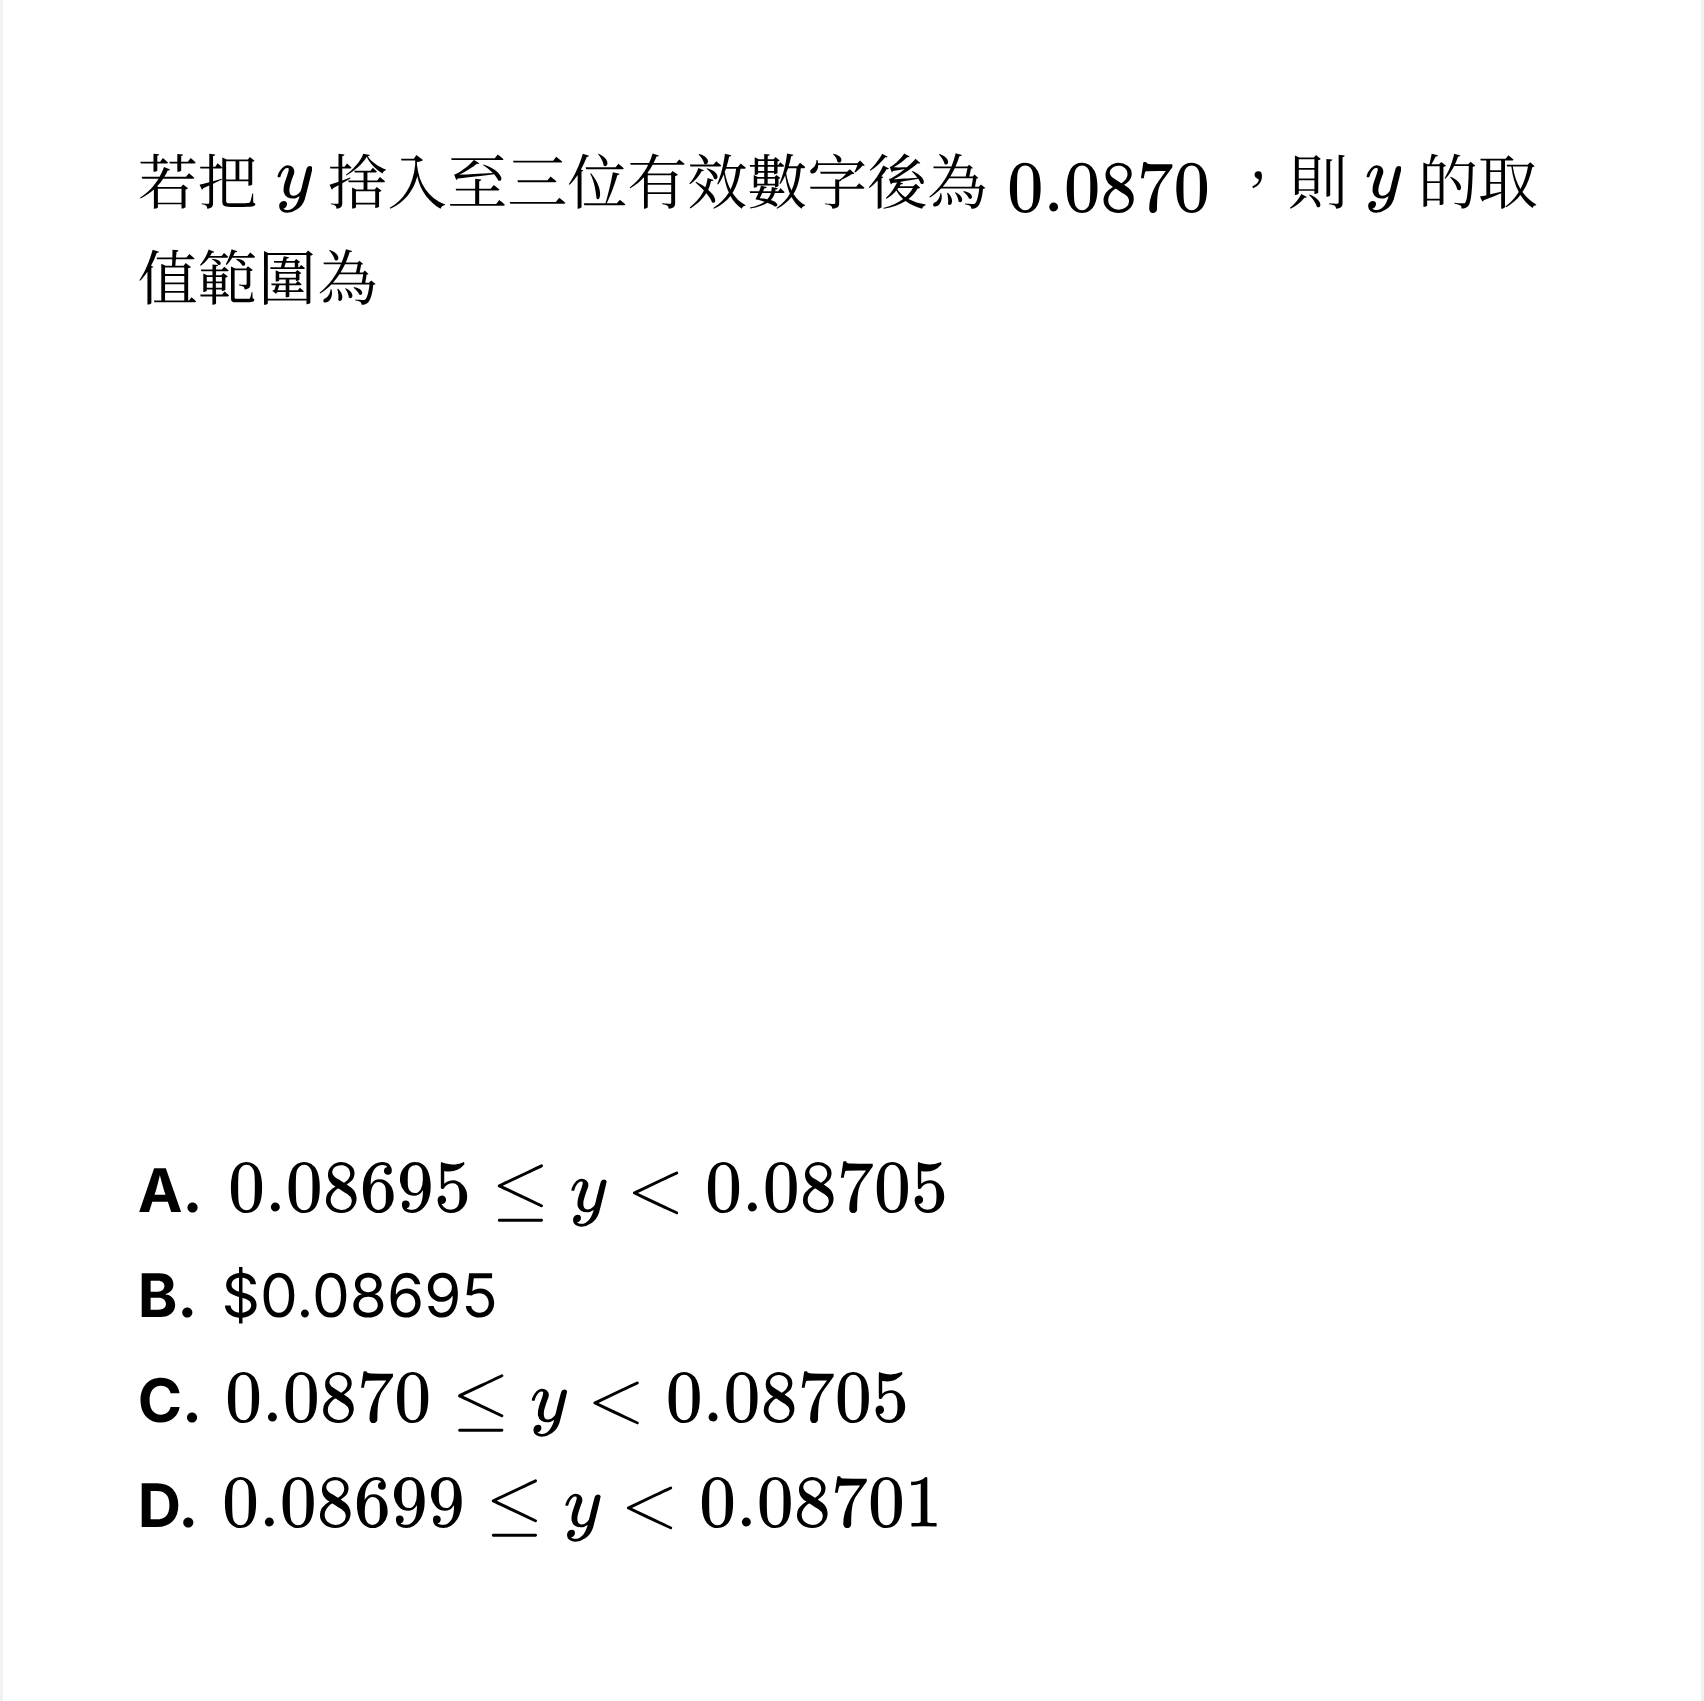 若把 y 捨入至三位有效數字後為 0.0870 ，則 y 的取
值範圍為
A. 0.08695 ≤ y < 0.08705
B. $0.08695
C. 0.0870 ≤ y < 0.08705
D. 0.08699 ≤ y < 0.08701